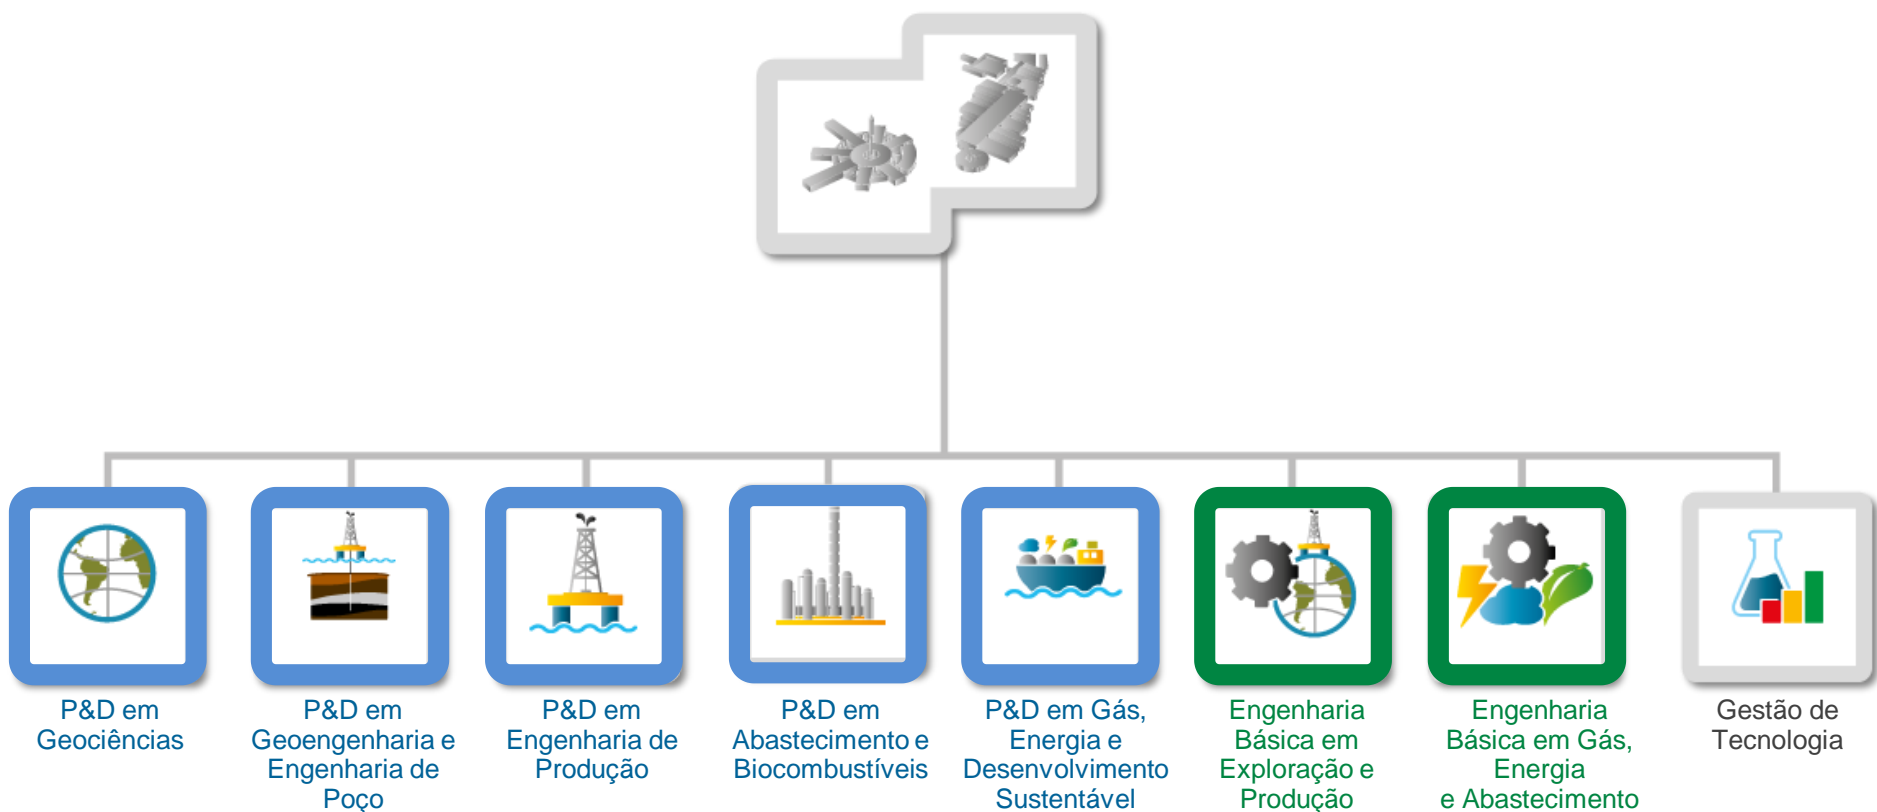 P&D em
Geociências
P&D em
Geoengenharia e
Engenharia de
Poço
P&D em
Engenharia de
Produção
P&D em
Abastecimento e
Biocombustíveis
P&D em Gás,
Energia e
Desenvolvimento
Sustentável
Engenharia
Básica em
Exploração e
Produção
Engenharia
Básica em Gás,
Energia
e Abastecimento
Gestão de
Tecnologia